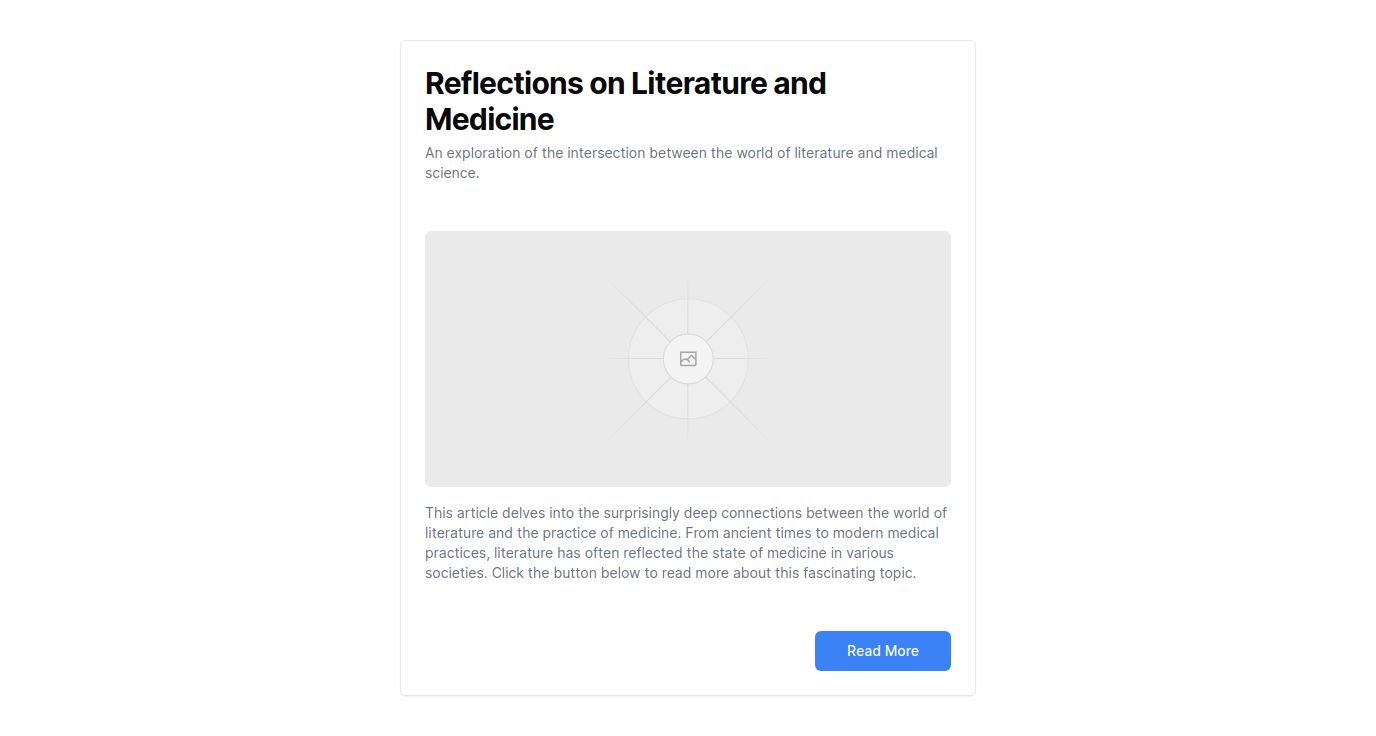 Reflections on Literature and
Medicine
An exploration of the intersection between the world of literature and medical
science.
This article delves into the surprisingly deep connections between the world of
literature and the practice of medicine. From ancient times to modern medical
practices, literature has often reflected the state of medicine in various
societies. Click the button below to read more about this fascinating topic.
Read More